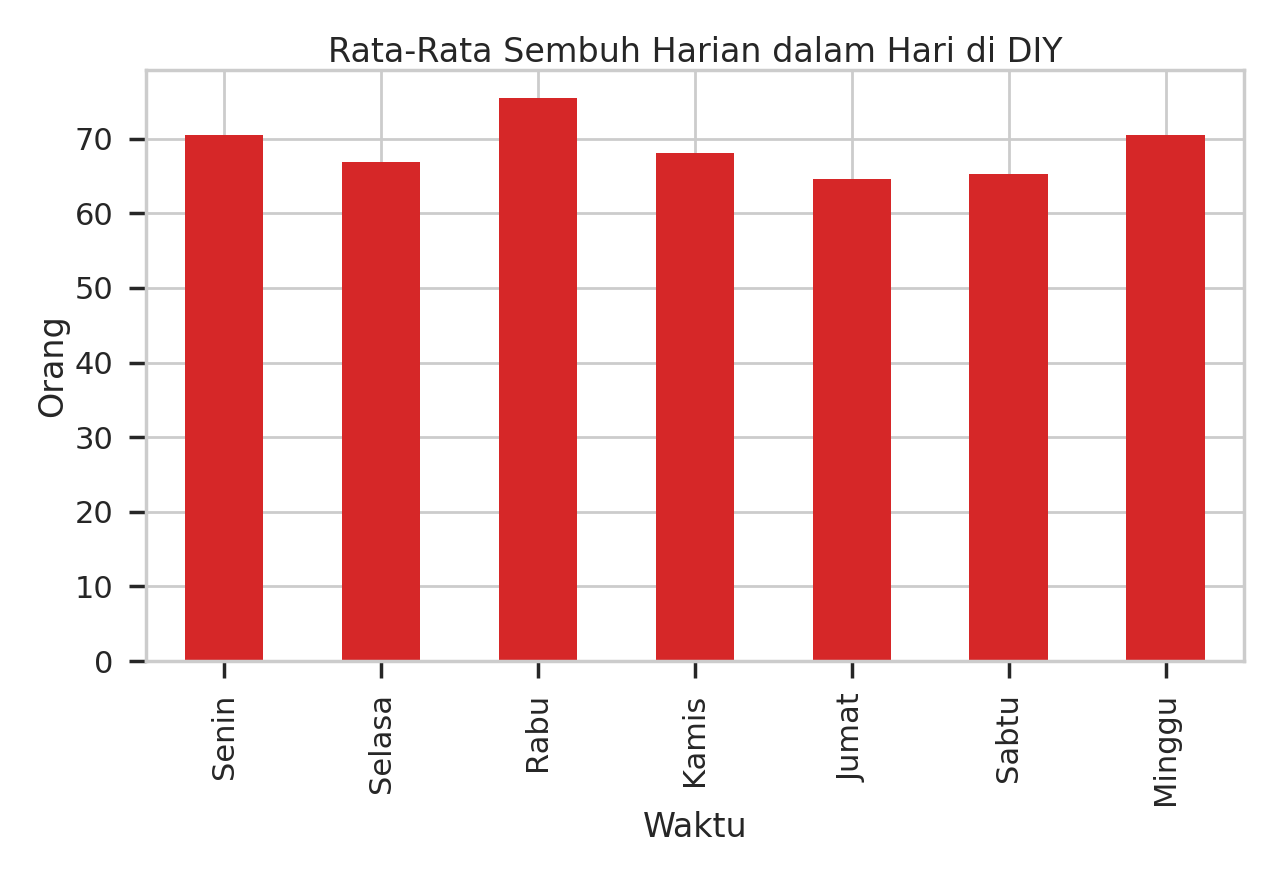 Rata-Rata Sembuh Harian dalam Hari di DIY
70
60
50
40
30
20
10
0
Orang
Senin
Selasa
Rabu
Kamis
Jumat
Sabtu
Minggu
Waktu